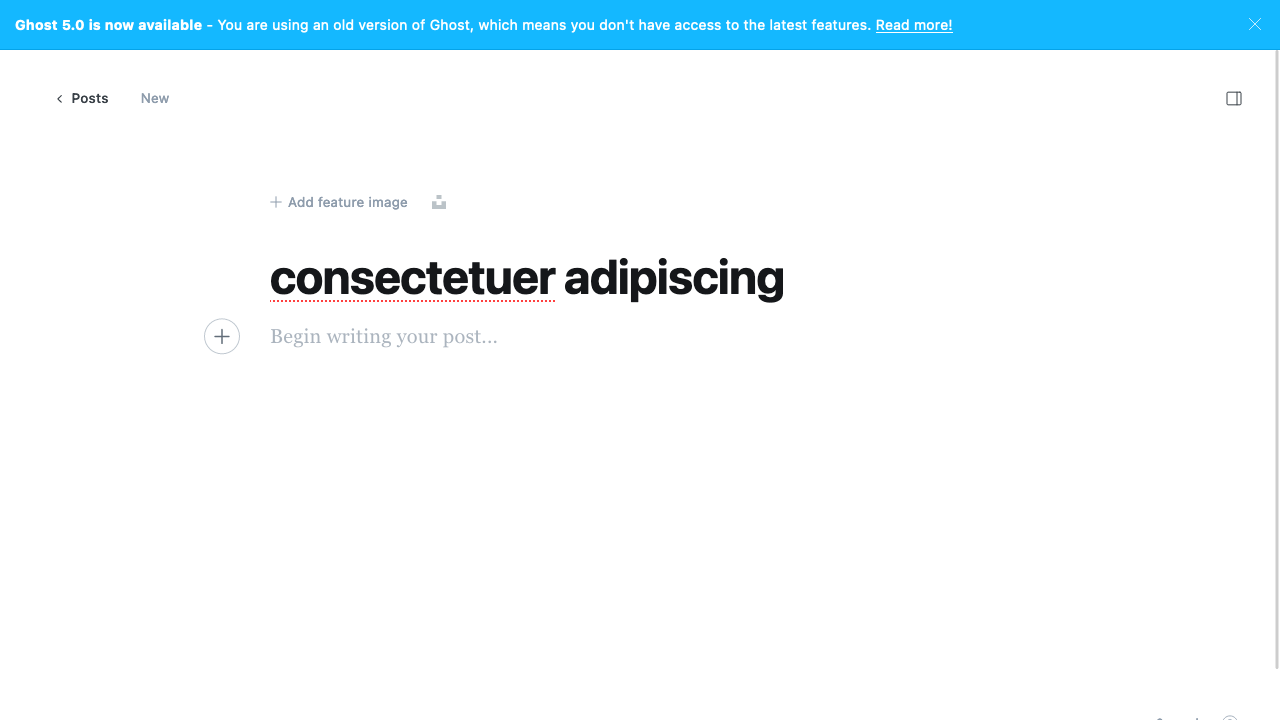 Ghost 5.0 is now available - You are using an old version of Ghost, which means you don't have access to the latest features. Read more!
Posts New
Add feature image
consectetuer adipiscing
Begin writing your post...